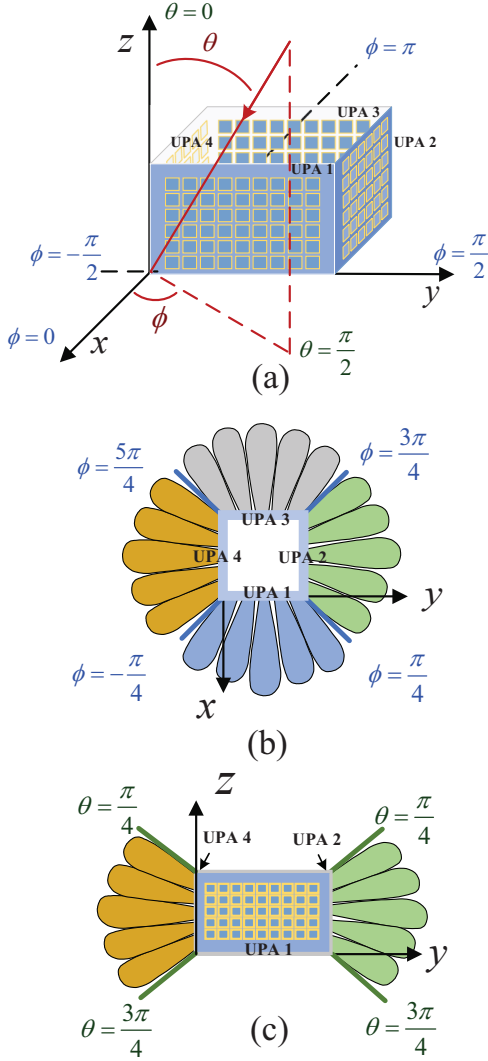 θ=0
z
θ
ϕ=π
UPA 3
UPA 4
UPA 2
UPA 1
ϕ=-π/2
ϕ=π/2
ϕ=0
x
ϕ
y
θ=π/2
(a)
ϕ=5π/4
ϕ=3π/4
UPA 3
UPA 4
UPA 2
UPA 1
y
ϕ=-π/4
x
ϕ=π/4
(b)
θ=π/4
z
θ=π/4
UPA 4
UPA 2
UPA 1
y
θ=3π/4
θ=3π/4
(c)